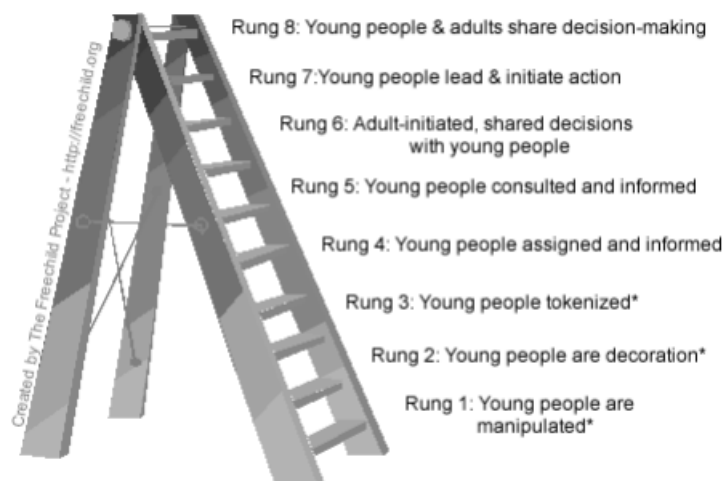 Rung 8: Young people & adults share decision-making
Rung 7:Young people lead & initiate action
Rung 6: Adult-initiated, shared decisions
with young people
Rung 5: Young people consulted and informed
Rung 4: Young people assigned and informed
Rung 3: Young people tokenized*
Rung 2: Young people are decoration*
Rung 1: Young people are
manipulated*
Created by The Freechild Project - http://freechild.org